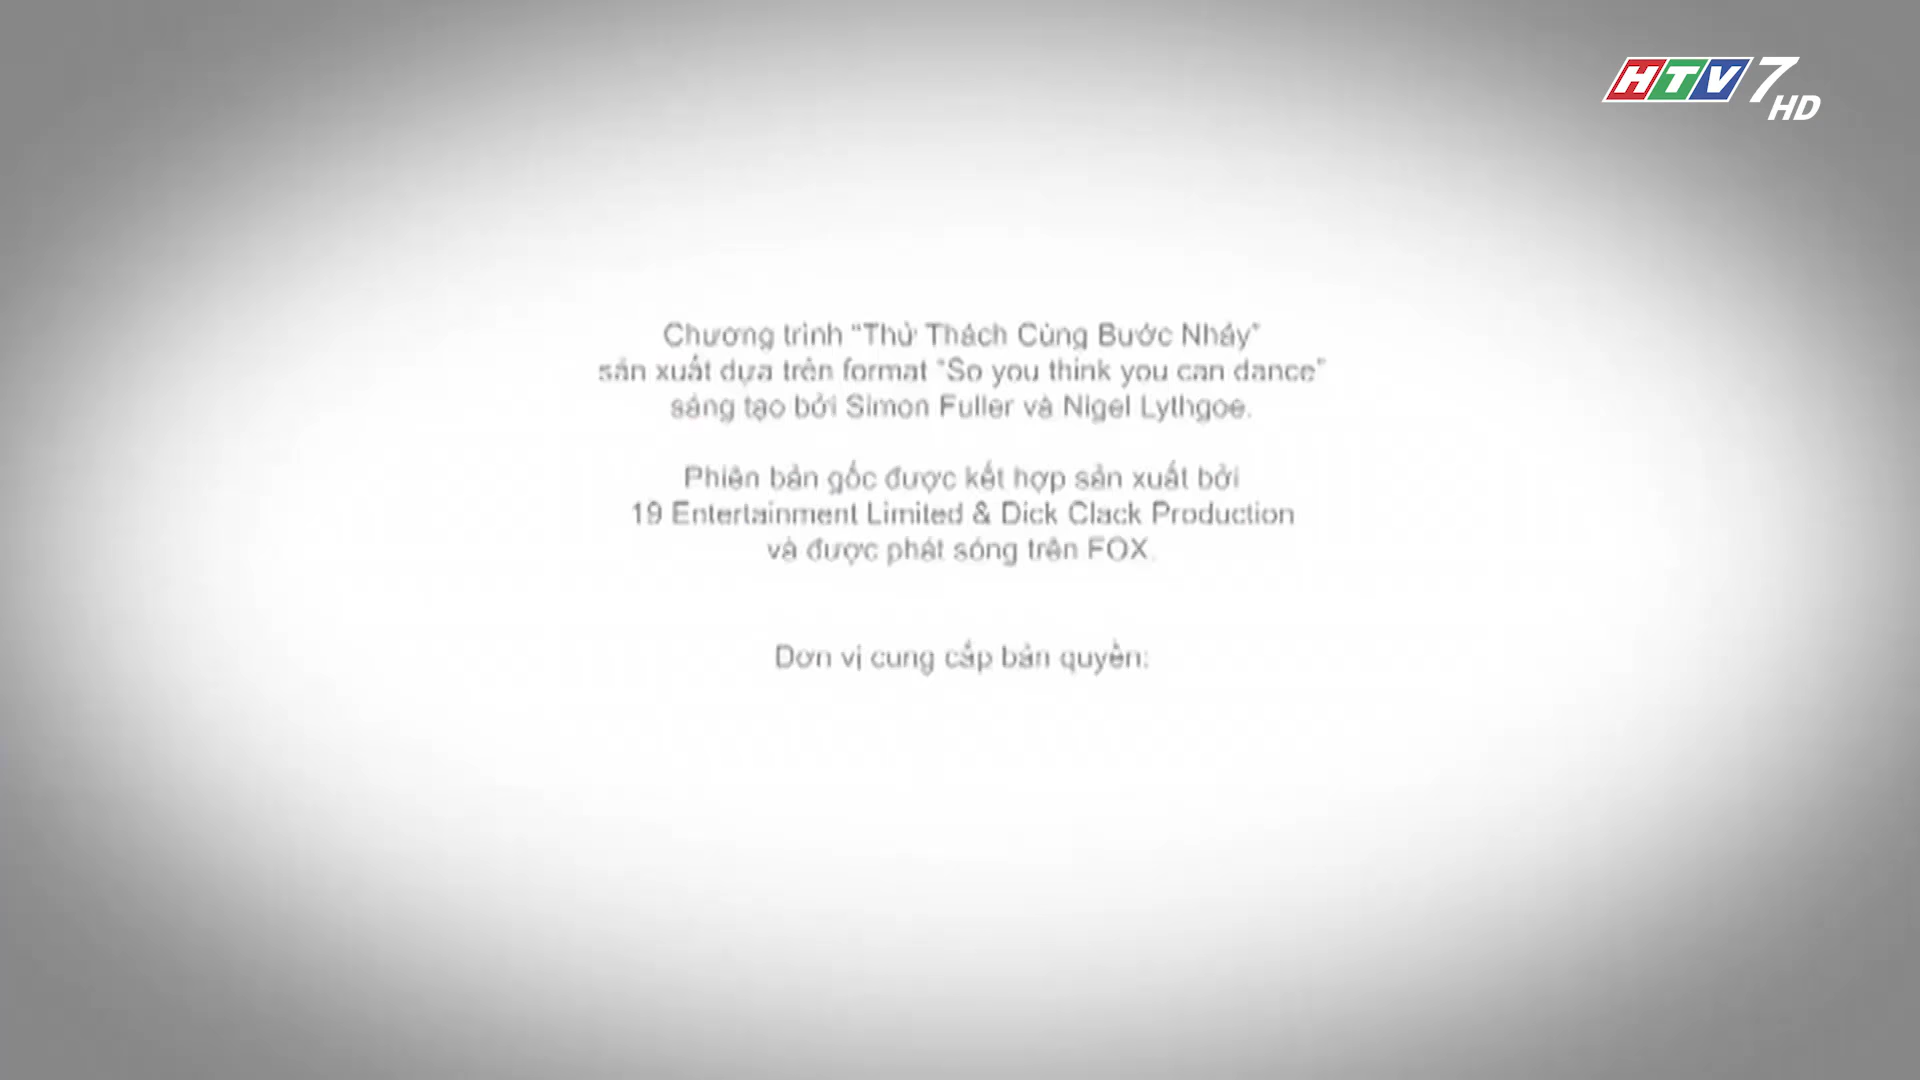 HTV7
HD
Chương trình “Thử Thách Cùng Bước Nhảy”
sản xuất dựa trên format “So you think you can dance”
sáng tạo bởi Simon Fuller và Nigel Lythgoe.
Phiên bản gốc được kết hợp sản xuất bởi
19 Entertainment Limited & Dick Clack Production
và được phát sóng trên FOX.
Đơn vị cung cấp bản quyền: